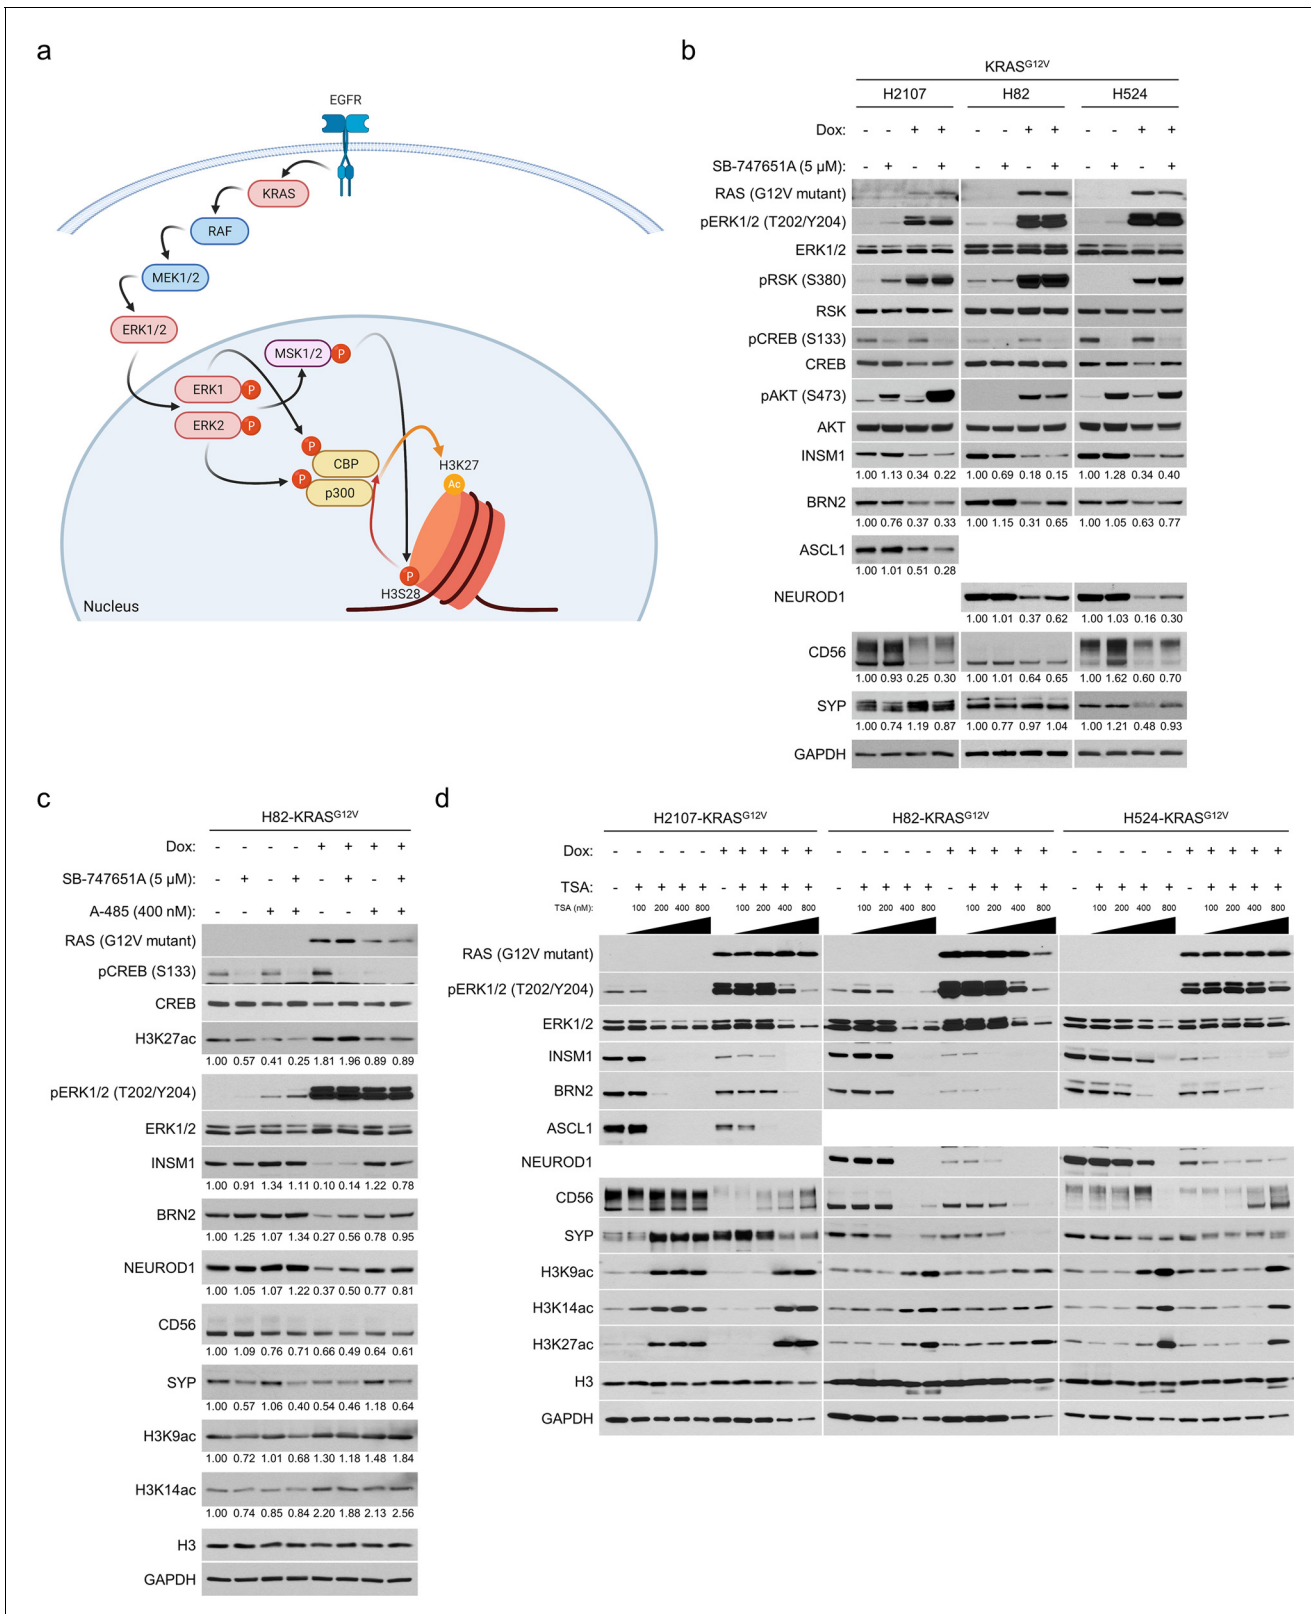 a
EGFR
KRAS
RAF
MEK1/2
ERK1/2
MSK1/2 P
ERK1 P
ERK2 P
P
CBP
P
p300
H3K27
Ac
P
H3S28
Nucleus
b
KRASG12V
H2107 H82 H524
Dox: - - + + - - + + - - + +
SB-747651A (5 µM): - + - + - + - + - + - +
RAS (G12V mutant)
pERK1/2 (T202/Y204)
ERK1/2
pRSK (S380)
RSK
pCREB (S133)
CREB
pAKT (S473)
AKT
INSM1
1.00 1.13 0.34 0.22 1.00 0.69 0.18 0.15 1.00 1.28 0.34 0.40
BRN2
1.00 0.76 0.37 0.33 1.00 1.15 0.31 0.65 1.00 1.05 0.63 0.77
ASCL1
1.00 1.01 0.51 0.28
NEUROD1
1.00 1.01 0.37 0.62 1.00 1.03 0.16 0.30
CD56
1.00 0.93 0.25 0.30 1.00 1.01 0.64 0.65 1.00 1.62 0.60 0.70
SYP
1.00 0.74 1.19 0.87 1.00 0.77 0.97 1.04 1.00 1.21 0.48 0.93
GAPDH
c
H82-KRASG12V
Dox: - - - - + + + +
SB-747651A (5 µM): - + - + - + - +
A-485 (400 nM): - - + + - - + +
RAS (G12V mutant)
pCREB (S133)
CREB
H3K27ac
1.00 0.57 0.41 0.25 1.81 1.96 0.89 0.89
pERK1/2 (T202/Y204)
ERK1/2
INSM1
1.00 0.91 1.34 1.11 0.10 0.14 1.22 0.78
BRN2
1.00 1.25 1.07 1.34 0.27 0.56 0.78 0.95
NEUROD1
1.00 1.05 1.07 1.22 0.37 0.50 0.77 0.81
CD56
1.00 1.09 0.76 0.71 0.66 0.49 0.64 0.61
SYP
1.00 0.57 1.06 0.40 0.54 0.46 1.18 0.64
H3K9ac
1.00 0.72 1.01 0.68 1.30 1.18 1.48 1.84
H3K14ac
1.00 0.74 0.85 0.84 2.20 1.88 2.13 2.56
H3
GAPDH
d
H2107-KRASG12V H82-KRASG12V H524-KRASG12V
Dox: - - - - - + + + + + - - - - - + + + + + - - - - - + + + + +
TSA: - + + + + - + + + + - + + + + - + + + + - + + + + - + + + +
TSA (nM): 100 200 400 800 100 200 400 800 100 200 400 800 100 200 400 800 100 200 400 800 100 200 400 800
RAS (G12V mutant)
pERK1/2 (T202/Y204)
ERK1/2
INSM1
BRN2
ASCL1
NEUROD1
CD56
SYP
H3K9ac
H3K14ac
H3K27ac
H3
GAPDH